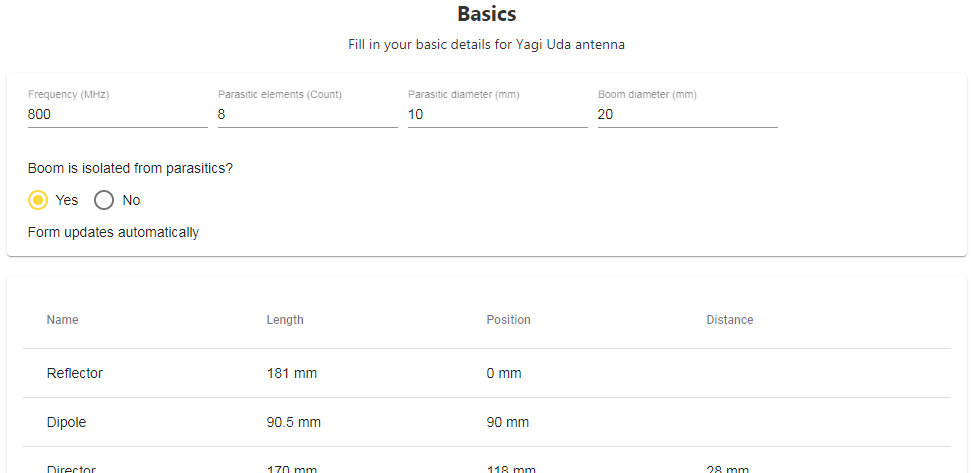 Basics
Fill in your basic details for Yagi Uda antenna
Frequency (MHz) Parasitic elements (Count) Parasitic diameter (mm) Boom diameter (mm)
800 8 10 20
Boom is isolated from parasitics?
Yes No
Form updates automatically
Name Length Position Distance
Reflector 181 mm 0 mm
Dipole 90.5 mm 90 mm
Director 170 mm 118 mm 28 mm